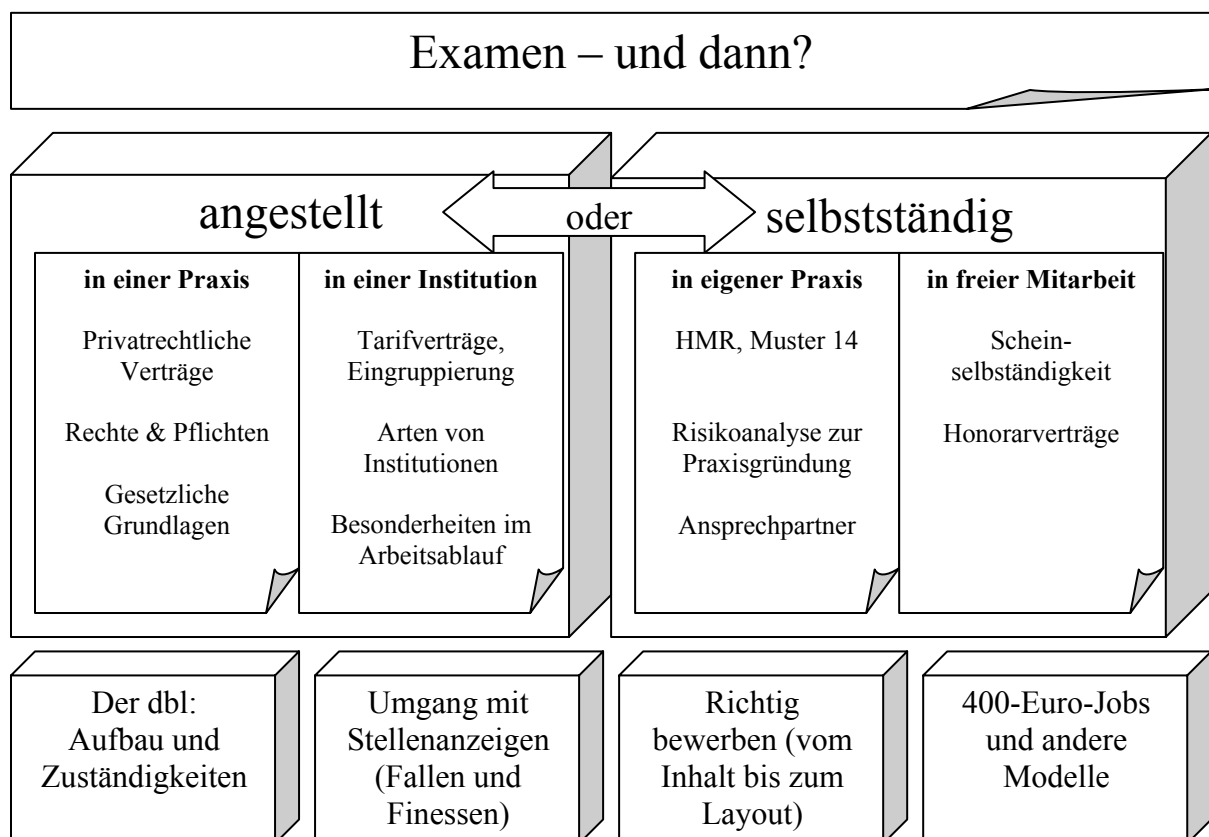 Examen – und dann?
angestellt
oder
selbstständig
in einer Praxis
Privatrechtliche
Verträge
Rechte & Pflichten
Gesetzliche
Grundlagen
in einer Institution
Tarifverträge,
Eingruppierung
Arten von
Institutionen
Besonderheiten im
Arbeitsablauf
in eigener Praxis
HMR, Muster 14
Risikoanalyse zur
Praxisgründung
Ansprechpartner
in freier Mitarbeit
Schein-
selbständigkeit
Honorarverträge
Der dbl:
Aufbau und
Zuständigkeiten
Umgang mit
Stellenanzeigen
(Fallen und
Finessen)
Richtig
bewerben (vom
Inhalt bis zum
Layout)
400-Euro-Jobs
und andere
Modelle